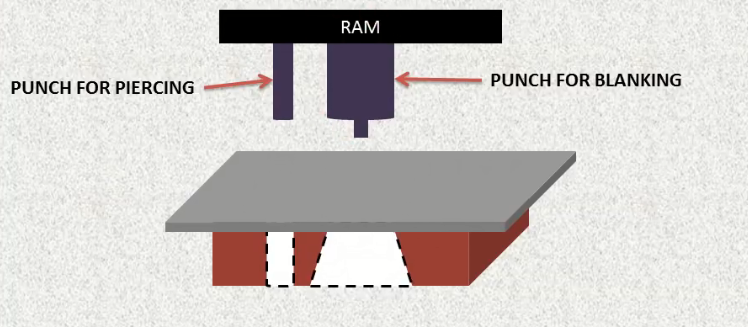 RAM
PUNCH FOR PIERCING
PUNCH FOR BLANKING